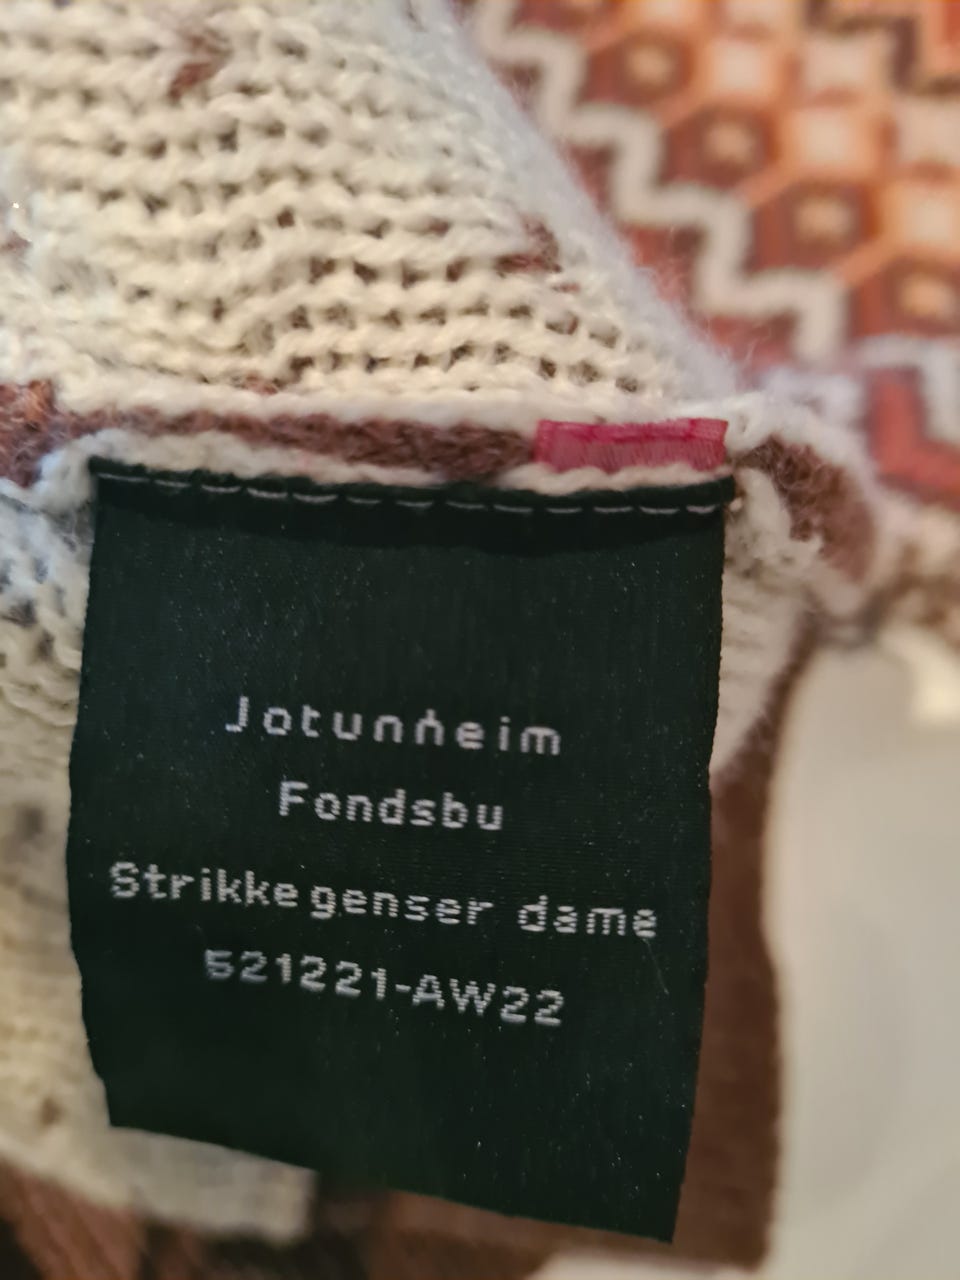 Jotunheim
Fondsbu
Strikkegenser dame
521221-AW22